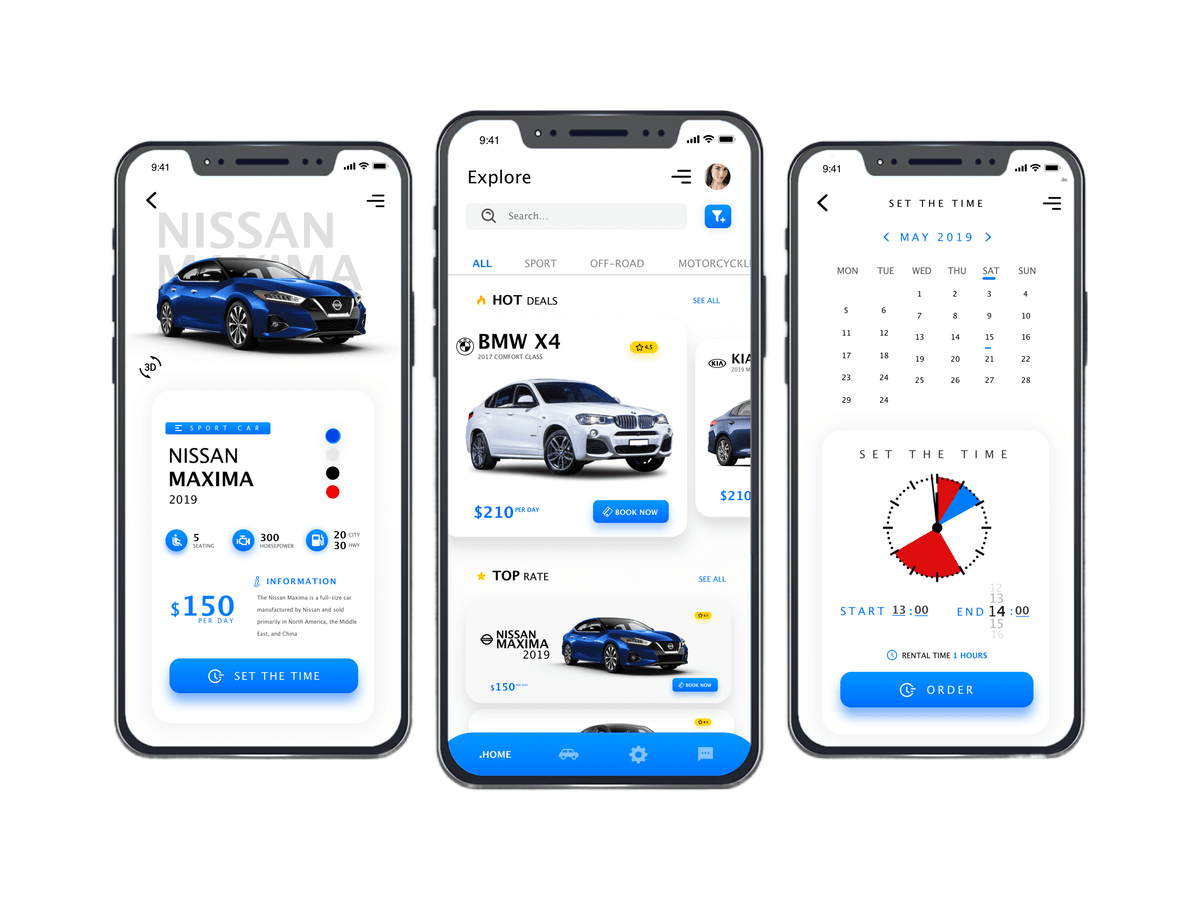 9:41
NISSAN
MAXIMA
3D
SPORT CAR
NISSAN
MAXIMA
2019
5
SEATING
300
HORSEPOWER
20 CITY
30 HWY
$150
PER DAY
INFORMATION
The Nissan Maxima is a full-size car
manufactured by Nissan and sold
primarily in North America, the Middle
East, and China
SET THE TIME
9:41
Explore
Search...
ALL SPORT OFF-ROAD MOTORCYCKL
HOT DEALS SEE ALL
BMW X4
2017 COMFORT CLASS
4.5
$210 PER DAY
BOOK NOW
KIA
KIA
2019 M
$210
TOP RATE SEE ALL
NISSAN
MAXIMA
2019
$150 PER DAY
BOOK NOW
.HOME
9:41
SET THE TIME
< MAY 2019 >
MON TUE WED THU SAT SUN
1 2 3 4
5 6 7 8 9 10
11 12 13 14 15 16
17 18 19 20 21 22
23 24 25 26 27 28
29 24
SET THE TIME
12
13
START 13:00 END 14:00
15
16
RENTAL TIME 1 HOURS
ORDER